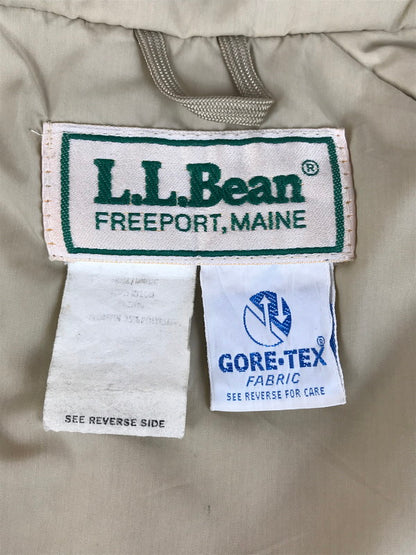 L.L.Bean®
FREEPORT, MAINE
SEE REVERSE SIDE
GORE-TEX®
FABRIC
SEE REVERSE FOR CARE